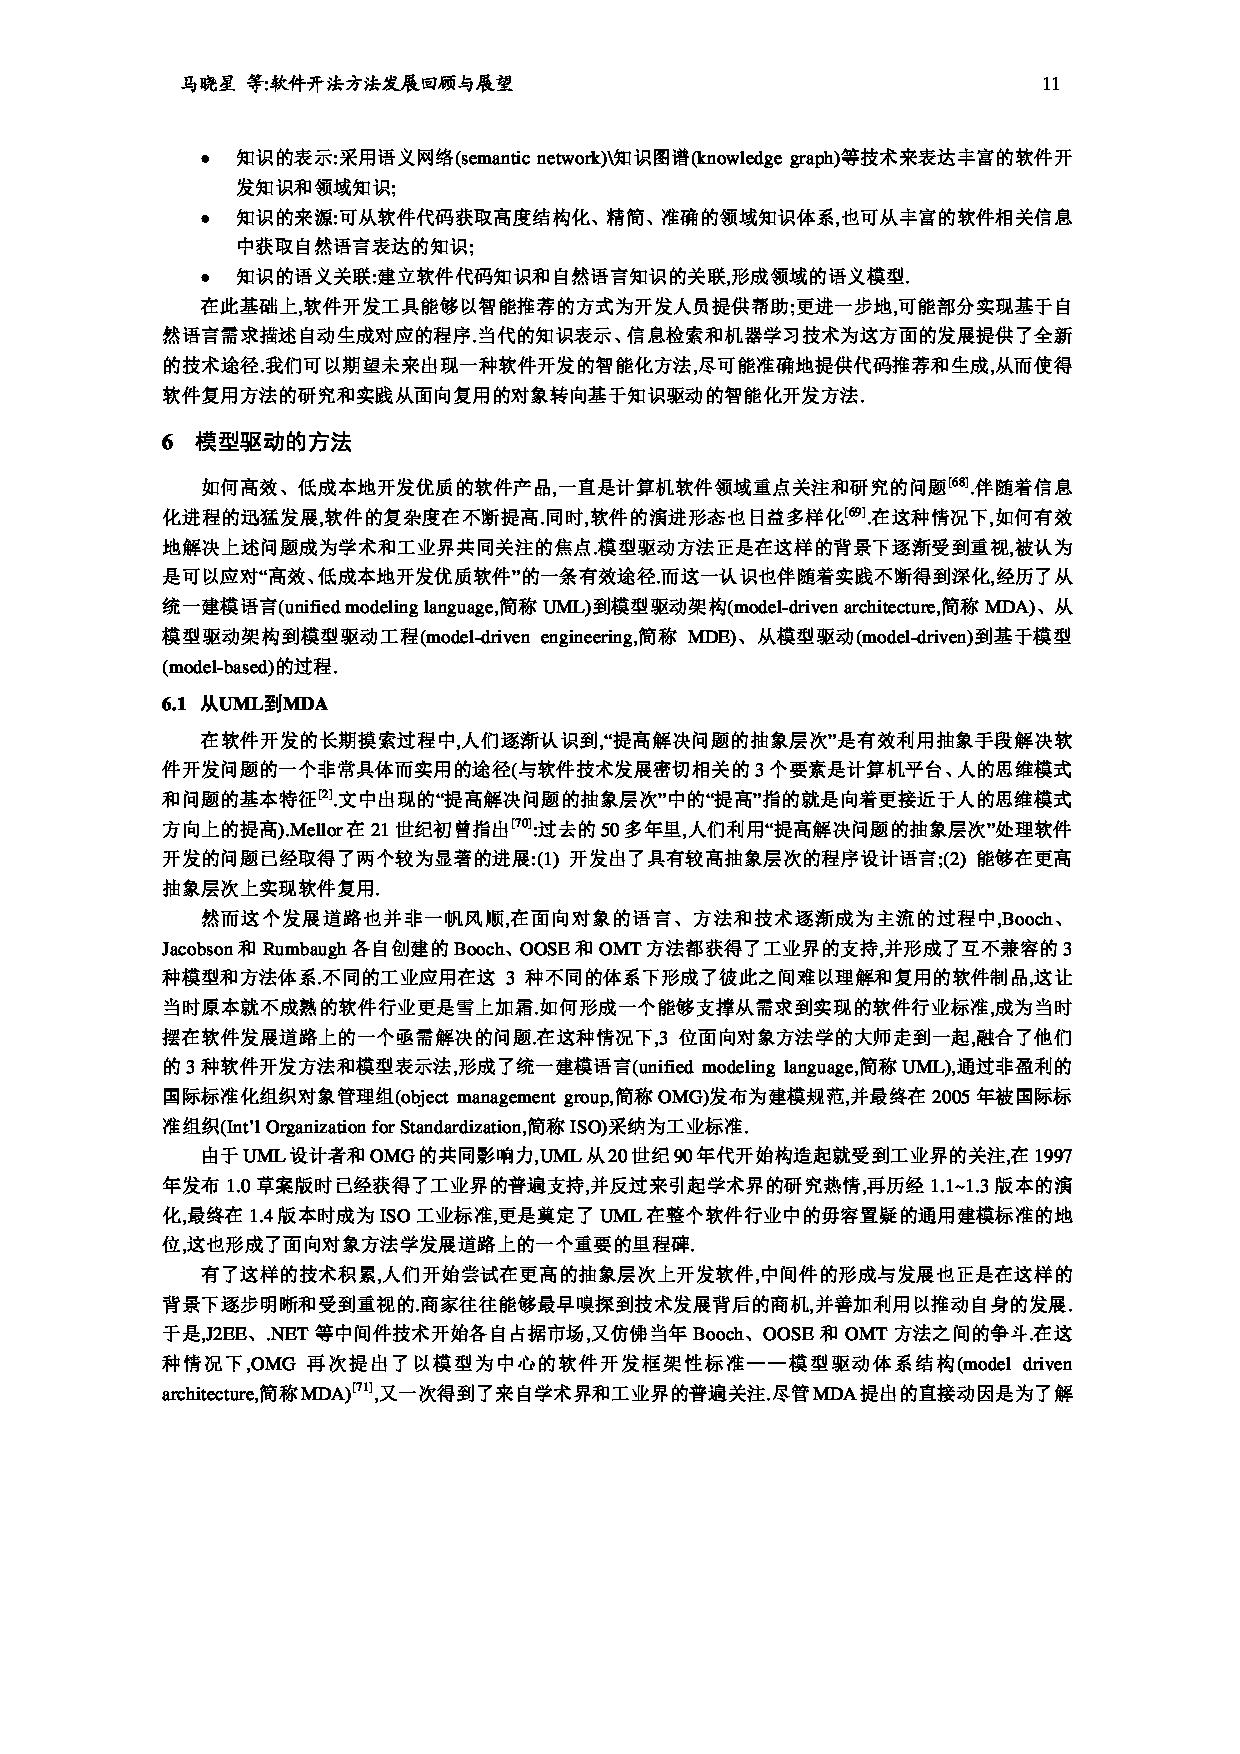 马晓星 等:软件开法方法发展回顾与展望 11
● 知识的表示:采用语义网络(semantic network)\知识图谱(knowledge graph)等技术来表达丰富的软件开
发知识和领域知识;
● 知识的来源:可从软件代码获取高度结构化、精简、准确的领域知识体系,也可从丰富的软件相关信息
中获取自然语言表达的知识;
● 知识的语义关联:建立软件代码知识和自然语言知识的关联,形成领域的语义模型.
在此基础上,软件开发工具能够以智能推荐的方式为开发人员提供帮助;更进一步地,可能部分实现基于自
然语言需求描述自动生成对应的程序.当代的知识表示、信息检索和机器学习技术为这方面的发展提供了全新
的技术途径.我们可以期望未来出现一种软件开发的智能化方法,尽可能准确地提供代码推荐和生成,从而使得
软件复用方法的研究和实践从面向复用的对象转向基于知识驱动的智能化开发方法.
6 模型驱动的方法
如何高效、低成本地开发优质的软件产品,一直是计算机软件领域重点关注和研究的问题[68].伴随着信息
化进程的迅猛发展,软件的复杂度在不断提高.同时,软件的演进形态也日益多样化[69].在这种情况下,如何有效
地解决上述问题成为学术和工业界共同关注的焦点.模型驱动方法正是在这样的背景下逐渐受到重视,被认为
是可以应对“高效、低成本地开发优质软件”的一条有效途径.而这一认识也伴随着实践不断得到深化,经历了从
统一建模语言(unified modeling language,简称 UML)到模型驱动架构(model-driven architecture,简称 MDA)、从
模型驱动架构到模型驱动工程(model-driven engineering,简称 MDE)、从模型驱动(model-driven)到基于模型
(model-based)的过程.
6.1 从UML到MDA
在软件开发的长期摸索过程中,人们逐渐认识到,“提高解决问题的抽象层次”是有效利用抽象手段解决软
件开发问题的一个非常具体而实用的途径(与软件技术发展密切相关的 3 个要素是计算机平台、人的思维模式
和问题的基本特征[2].文中出现的“提高解决问题的抽象层次”中的“提高”指的就是向着更接近于人的思维模式
方向上的提高).Mellor 在 21 世纪初曾指出[70]:过去的 50 多年里,人们利用“提高解决问题的抽象层次”处理软件
开发的问题已经取得了两个较为显著的进展:(1) 开发出了具有较高抽象层次的程序设计语言;(2) 能够在更高
抽象层次上实现软件复用.
然而这个发展道路也并非一帆风顺,在面向对象的语言、方法和技术逐渐成为主流的过程中,Booch、
Jacobson 和 Rumbaugh 各自创建的 Booch、OOSE 和 OMT 方法都获得了工业界的支持,并形成了互不兼容的 3
种模型和方法体系.不同的工业应用在这 3 种不同的体系下形成了彼此之间难以理解和复用的软件制品,这让
当时原本就不成熟的软件行业更是雪上加霜.如何形成一个能够支撑从需求到实现的软件行业标准,成为当时
摆在软件发展道路上的一个亟需解决的问题.在这种情况下,3 位面向对象方法学的大师走到一起,融合了他们
的 3 种软件开发方法和模型表示法,形成了统一建模语言(unified modeling language,简称 UML),通过非盈利的
国际标准化组织对象管理组(object management group,简称 OMG)发布为建模规范,并最终在 2005 年被国际标
准组织(Int'l Organization for Standardization,简称 ISO)采纳为工业标准.
由于 UML 设计者和 OMG 的共同影响力,UML 从 20 世纪 90 年代开始构造起就受到工业界的关注,在 1997
年发布 1.0 草案版时已经获得了工业界的普遍支持,并反过来引起学术界的研究热情,再历经 1.1~1.3 版本的演
化,最终在 1.4 版本时成为 ISO 工业标准,更是奠定了 UML 在整个软件行业中的毋容置疑的通用建模标准的地
位,这也形成了面向对象方法学发展道路上的一个重要的里程碑.
有了这样的技术积累,人们开始尝试在更高的抽象层次上开发软件,中间件的形成与发展也正是在这样的
背景下逐步明晰和受到重视的.商家往往能够最早嗅探到技术发展背后的商机,并善加利用以推动自身的发展.
于是,J2EE、.NET 等中间件技术开始各自占据市场,又仿佛当年 Booch、OOSE 和 OMT 方法之间的争斗.在这
种情况下,OMG 再次提出了以模型为中心的软件开发框架性标准——模型驱动体系结构(model driven
architecture,简称 MDA)[71],又一次得到了来自学术界和工业界的普遍关注.尽管 MDA 提出的直接动因是为了解